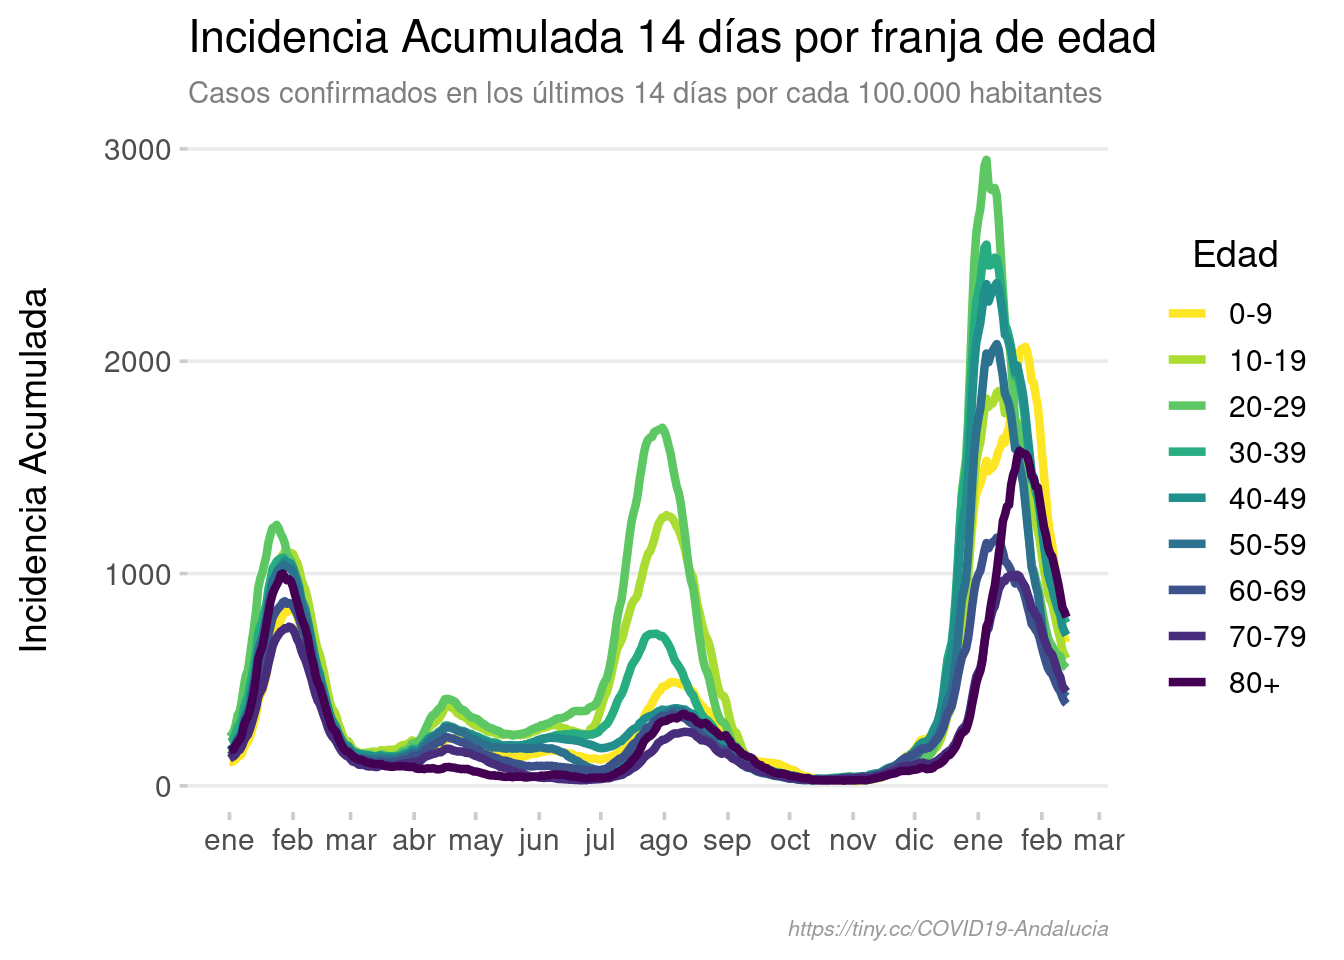 Incidencia Acumulada 14 días por franja de edad
Casos confirmados en los últimos 14 días por cada 100.000 habitantes
Incidencia Acumulada
3000
2000
1000
0
ene feb mar abr may jun jul ago sep oct nov dic ene feb mar
Edad
0-9
10-19
20-29
30-39
40-49
50-59
60-69
70-79
80+
https://tiny.cc/COVID19-Andalucia